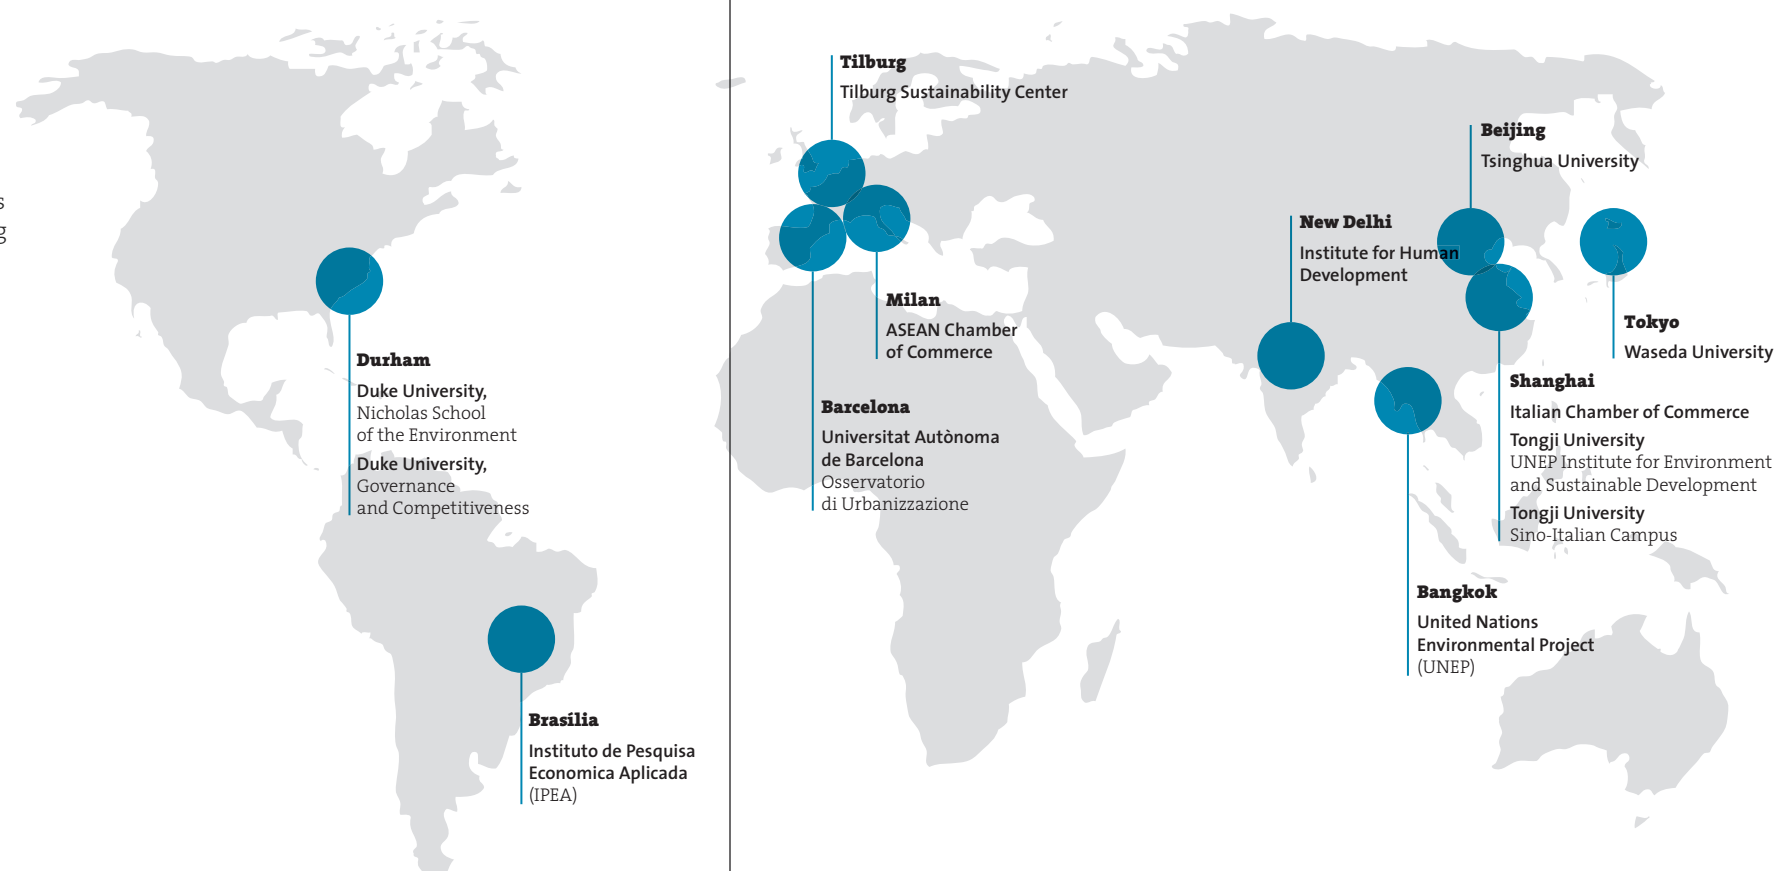 s
g
Durham
Duke University,
Nicholas School
of the Environment
Duke University,
Governance
and Competitiveness
Brasília
Instituto de Pesquisa
Economica Aplicada
(IPEA)
Tilburg
Tilburg Sustainability Center
Milan
ASEAN Chamber
of Commerce
Barcelona
Universitat Autònoma
de Barcelona
Osservatorio
di Urbanizzazione
New Delhi
Institute for Human
Development
Beijing
Tsinghua University
Tokyo
Waseda University
Shanghai
Italian Chamber of Commerce
Tongji University
UNEP Institute for Environment
and Sustainable Development
Tongji University
Sino-Italian Campus
Bangkok
United Nations
Environmental Project
(UNEP)